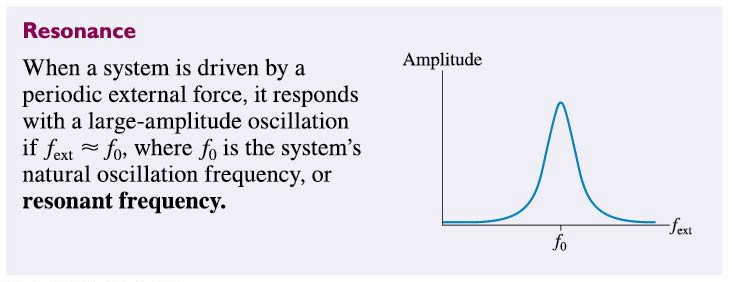 Resonance
When a system is driven by a
periodic external force, it responds
with a large-amplitude oscillation
if fext ≈ f0, where f0 is the system's
natural oscillation frequency, or
resonant frequency.
Amplitude
fext
f0